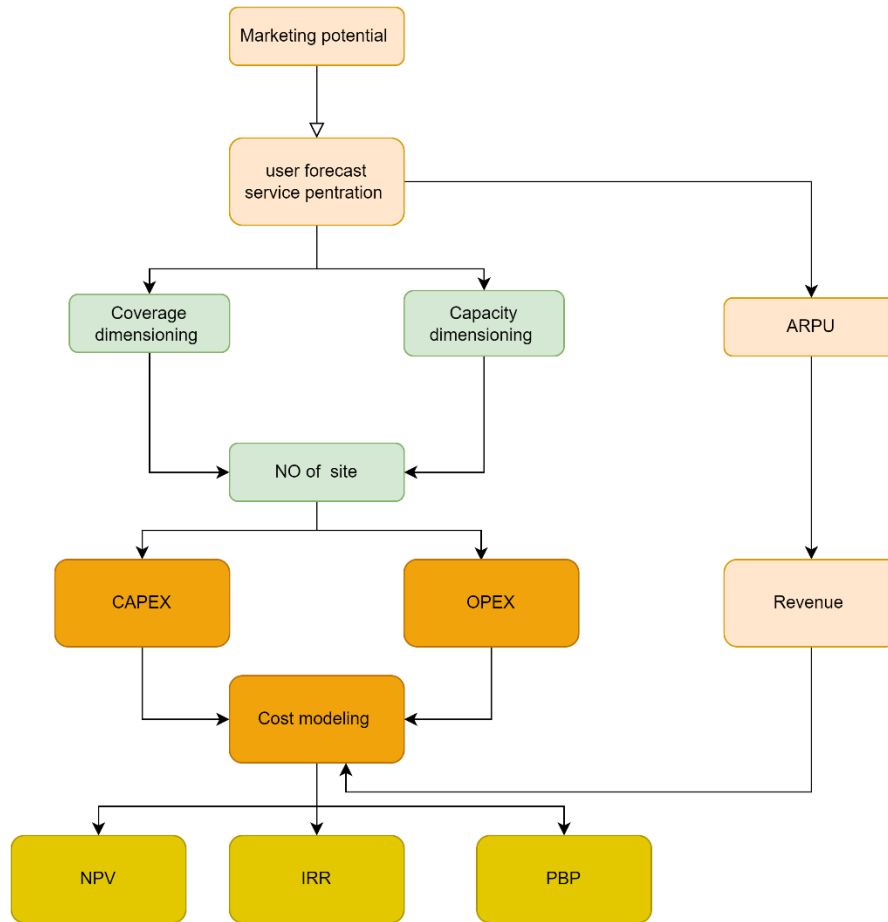 Marketing potential
user forecast
service pentration
Coverage
dimensioning
Capacity
dimensioning
ARPU
NO of  site
CAPEX
OPEX
Revenue
Cost modeling
NPV
IRR
PBP